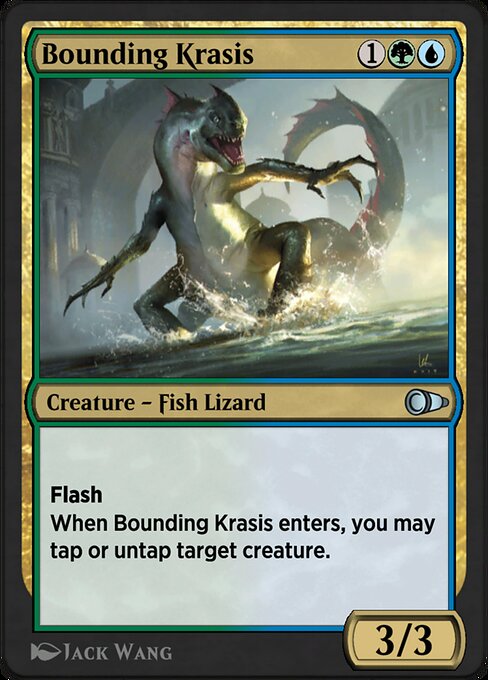 Bounding Krasis 1
Creature – Fish Lizard
Flash
When Bounding Krasis enters, you may
tap or untap target creature.
3/3
Jack Wang